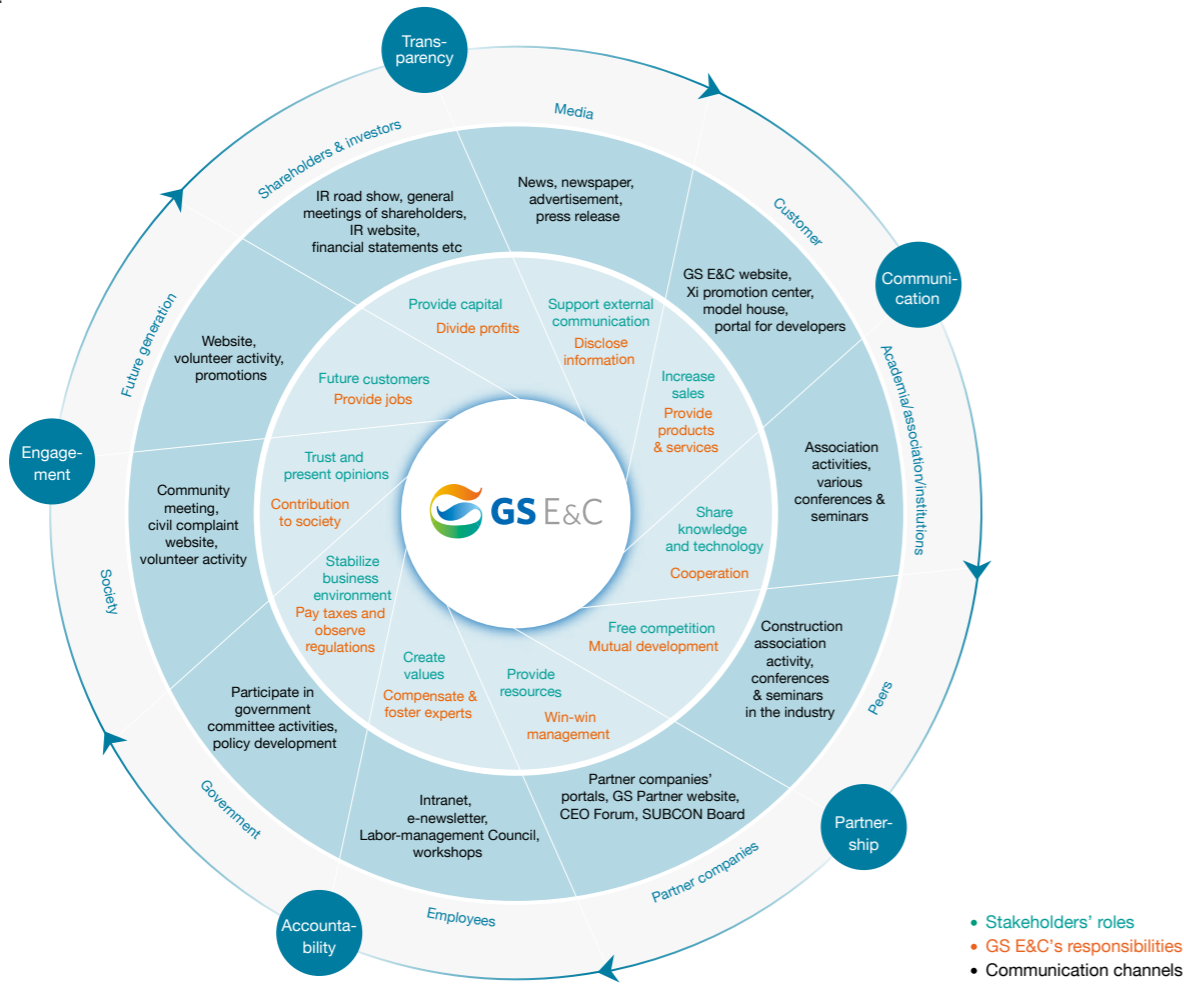 Trans-
parency
Media
Shareholders & investors
Customer
IR road show, general
meetings of shareholders,
IR website,
financial statements etc
News, newspaper,
advertisement,
press release
GS E&C website,
Xi promotion center,
model house,
portal for developers
Communi-
cation
Future generation
Website,
volunteer activity,
promotions
Provide capital
Divide profits
Support external
communication
Disclose
information
Future customers
Provide jobs
Increase
sales
Provide
products
& services
Academia/association/institutions
Association
activities,
various
conferences &
seminars
Engage-
ment
Trust and
present opinions
Contribution
to society
Community
meeting,
civil complaint
website,
volunteer activity
GS E&C
Share
knowledge
and technology
Cooperation
Society
Stabilize
business
environment
Pay taxes and
observe
regulations
Free competition
Mutual development
Construction
association
activity,
conferences
& seminars
in the industry
Peers
Create
values
Compensate &
foster experts
Provide
resources
Win-win
management
Participate in
government
committee activities,
policy development
Government
Intranet,
e-newsletter,
Labor-management Council,
workshops
Partner companies’
portals, GS Partner website,
CEO Forum, SUBCON Board
Partner-
ship
Partner companies
Employees
Accounta-
bility
• Stakeholders’ roles
• GS E&C’s responsibilities
• Communication channels